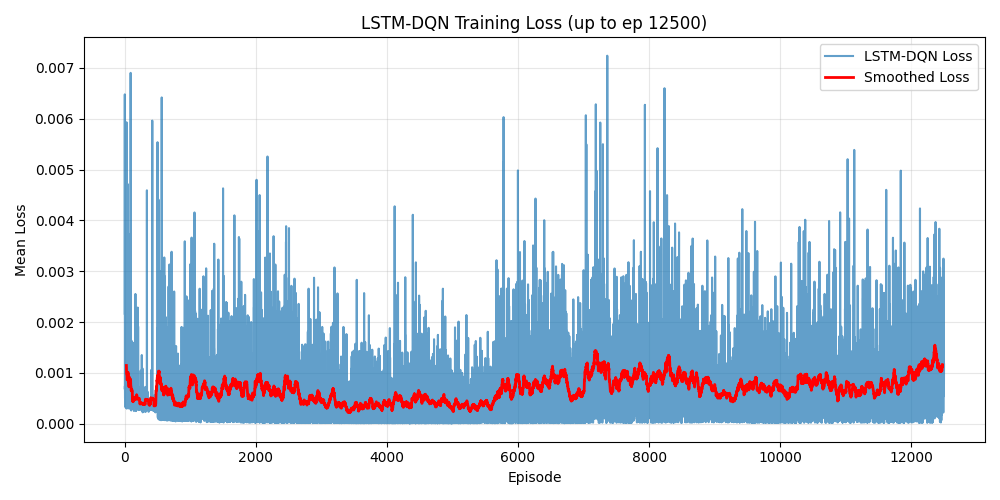 LSTM-DQN Training Loss (up to ep 12500)
LSTM-DQN Loss
Smoothed Loss
Mean Loss
0.007
0.006
0.005
0.004
0.003
0.002
0.001
0.000
0 2000 4000 6000 8000 10000 12000
Episode